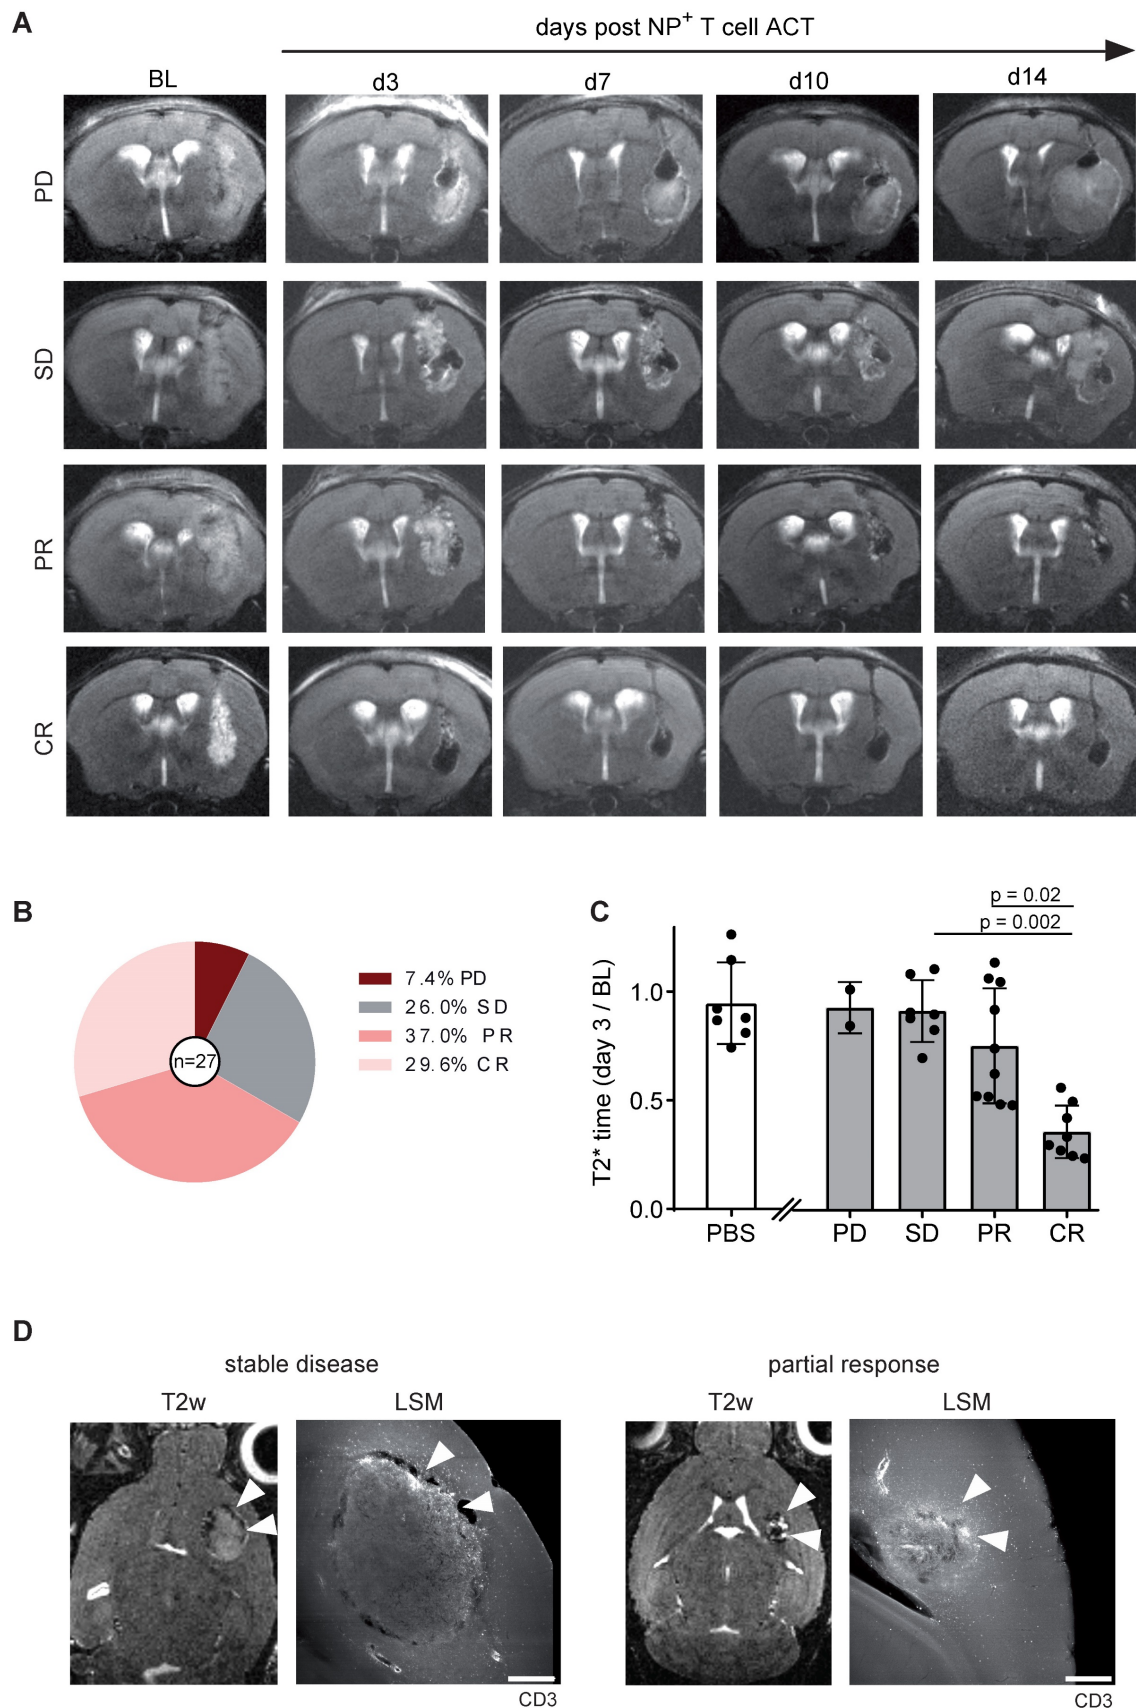 A
days post NP+ T cell ACT
BL d3 d7 d10 d14
PD
SD
PR
CR
B
n=27
7.4% PD
26.0% SD
37.0% PR
29.6% CR
C
p = 0.02
p = 0.002
T2* time (day 3 / BL)
1.0
0.5
0.0
PBS PD SD PR CR
D
stable disease partial response
T2w LSM T2w LSM
CD3 CD3